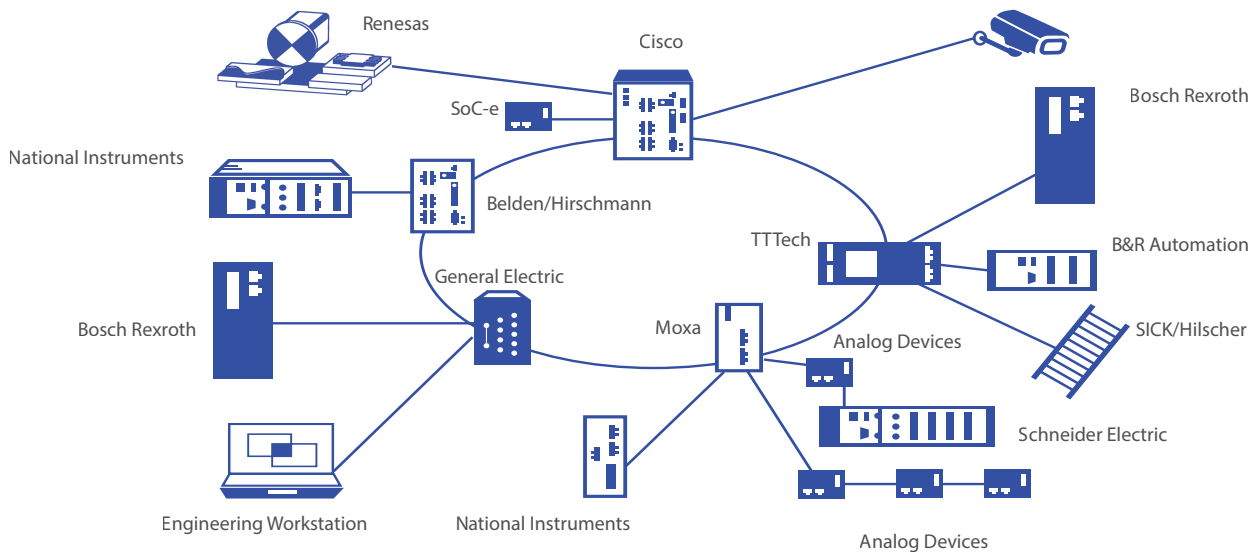 Renesas
Cisco
SoC-e
Bosch Rexroth
National Instruments
Belden/Hirschmann
TTTech
B&R Automation
General Electric
Bosch Rexroth
Moxa
Analog Devices
SICK/Hilscher
Schneider Electric
Engineering Workstation
National Instruments
Analog Devices